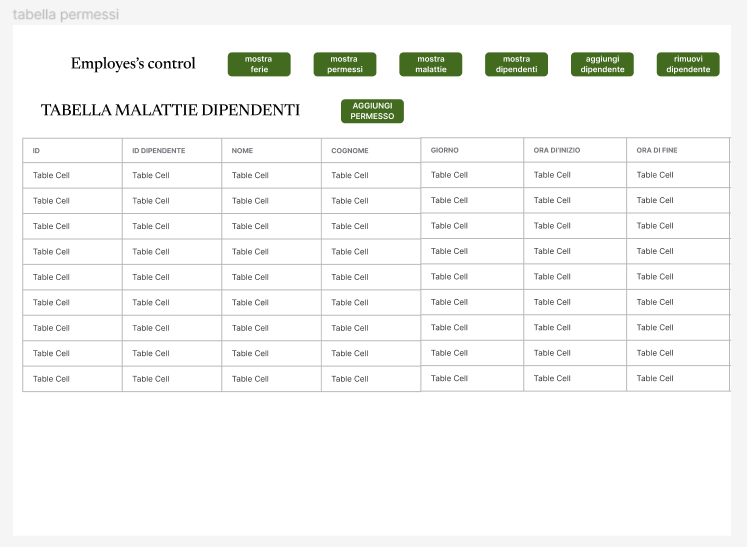 tabella permessi
Employes's control
mostra
ferie
mostra
permessi
mostra
malattie
mostra
dipendenti
aggiungi
dipendente
rimuovi
dipendente
TABELLA MALATTIE DIPENDENTI
AGGIUNGI
PERMESSO
ID ID DIPENDENTE NOME COGNOME GIORNO ORA DI'INIZIO ORA DI FINE
Table Cell Table Cell Table Cell Table Cell Table Cell Table Cell Table Cell
Table Cell Table Cell Table Cell Table Cell Table Cell Table Cell Table Cell
Table Cell Table Cell Table Cell Table Cell Table Cell Table Cell Table Cell
Table Cell Table Cell Table Cell Table Cell Table Cell Table Cell Table Cell
Table Cell Table Cell Table Cell Table Cell Table Cell Table Cell Table Cell
Table Cell Table Cell Table Cell Table Cell Table Cell Table Cell Table Cell
Table Cell Table Cell Table Cell Table Cell Table Cell Table Cell Table Cell
Table Cell Table Cell Table Cell Table Cell Table Cell Table Cell Table Cell
Table Cell Table Cell Table Cell Table Cell Table Cell Table Cell Table Cell